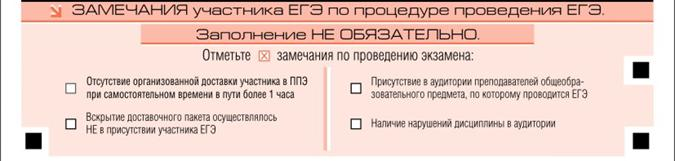 ЗАМЕЧАНИЯ участника ЕГЭ по процедуре проведения ЕГЭ.
Заполнение НЕ ОБЯЗАТЕЛЬНО.
Отметьте ☒ замечания по проведению экзамена:
Отсутствие организованной доставки участника в ППЭ
при самостоятельном времени в пути более 1 часа
Вскрытие доставочного пакета осуществлялось
НЕ в присутствии участника ЕГЭ
Присутствие в аудитории преподавателей общеобра-
зовательного предмета, по которому проводится ЕГЭ
Наличие нарушений дисциплины в аудитории